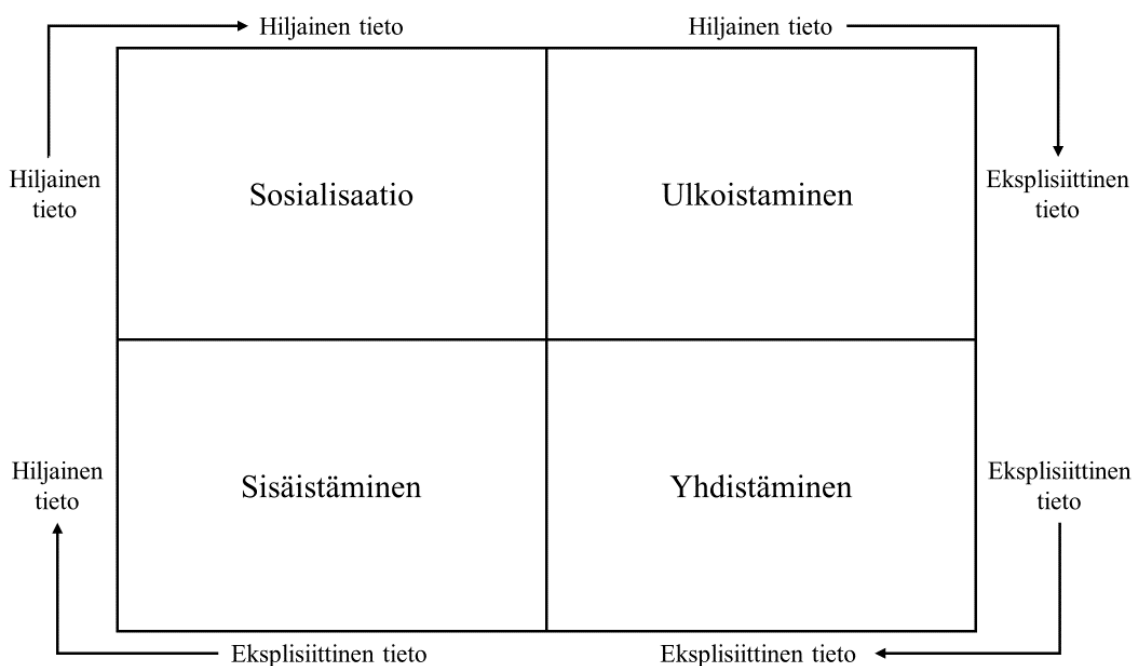 Hiljainen tieto
Hiljainen tieto
Hiljainen
tieto
Sosialisaatio
Ulkoistaminen
Eksplisiittinen
tieto
Hiljainen
tieto
Sisäistäminen
Yhdistäminen
Eksplisiittinen
tieto
Eksplisiittinen tieto
Eksplisiittinen tieto